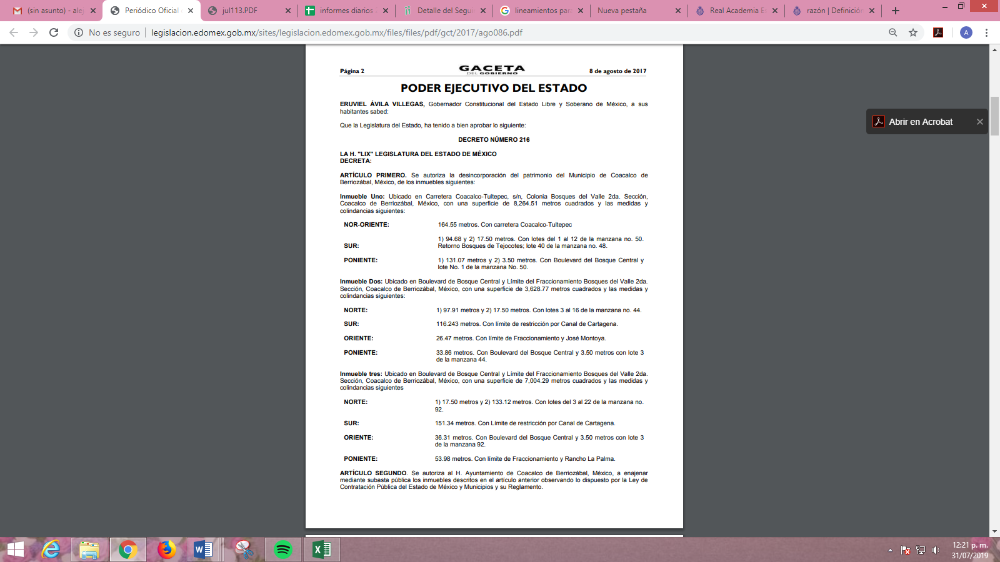 (sin asunto) - ale
Periódico Oficial
jul113.PDF
informes diarios
Detalle del Segui
lineamientos para
Nueva pestaña
Real Academia Es
razón | Definición
No es seguro | legislacion.edomex.gob.mx/sites/legislacion.edomex.gob.mx/files/files/pdf/gct/2017/ago086.pdf
A
Abrir en Acrobat
Página 2
GACETA
DEL GOBIERNO
8 de agosto de 2017
PODER EJECUTIVO DEL ESTADO
ERUVIEL ÁVILA VILLEGAS, Gobernador Constitucional del Estado Libre y Soberano de México, a sus
habitantes sabed:
Que la Legislatura del Estado, ha tenido a bien aprobar lo siguiente:
DECRETO NÚMERO 216
LA H. "LIX" LEGISLATURA DEL ESTADO DE MÉXICO
DECRETA:
ARTÍCULO PRIMERO. Se autoriza la desincorporación del patrimonio del Municipio de Coacalco de
Berriozábal, México, de los inmuebles siguientes:
Inmueble Uno: Ubicado en Carretera Coacalco-Tultepec, s/n, Colonia Bosques del Valle 2da. Sección,
Coacalco de Berriozábal, México, con una superficie de 8,264.51 metros cuadrados y las medidas y
colindancias siguientes:
NOR-ORIENTE: 164.55 metros. Con carretera Coacalco-Tultepec
1) 94.68 y 2) 17.50 metros. Con lotes del 1 al 12 de la manzana no. 50.
SUR: Retorno Bosques de Tejocotes; lote 40 de la manzana no. 48.
PONIENTE: 1) 131.07 metros y 2) 3.50 metros. Con Boulevard del Bosque Central y
lote No. 1 de la manzana No. 50.
Inmueble Dos: Ubicado en Boulevard de Bosque Central y Límite del Fraccionamiento Bosques del Valle 2da.
Sección, Coacalco de Berriozábal, México, con una superficie de 3,628.77 metros cuadrados y las medidas y
colindancias siguientes:
NORTE: 1) 97.91 metros y 2) 17.50 metros. Con lotes 3 al 16 de la manzana no. 44.
SUR: 116.243 metros. Con límite de restricción por Canal de Cartagena.
ORIENTE: 26.47 metros. Con límite de Fraccionamiento y José Montoya.
PONIENTE: 33.86 metros. Con Boulevard del Bosque Central y 3.50 metros con lote 3
de la manzana 44.
Inmueble tres: Ubicado en Boulevard de Bosque Central y Límite del Fraccionamiento Bosques del Valle 2da.
Sección, Coacalco de Berriozábal, México, con una superficie de 7,004.29 metros cuadrados y las medidas y
colindancias siguientes
NORTE: 1) 17.50 metros y 2) 133.12 metros. Con lotes del 3 al 22 de la manzana no.
92.
SUR: 151.34 metros. Con Límite de restricción por Canal de Cartagena.
ORIENTE: 36.31 metros. Con Boulevard del Bosque Central y 3.50 metros con lote 3
de la manzana 92.
PONIENTE: 53.98 metros. Con límite de Fraccionamiento y Rancho La Palma.
ARTÍCULO SEGUNDO. Se autoriza al H. Ayuntamiento de Coacalco de Berriozábal, México, a enajenar
mediante subasta pública los inmuebles descritos en el artículo anterior observando lo dispuesto por la Ley de
Contratación Pública del Estado de México y Municipios y su Reglamento.
12:21 p. m.
31/07/2019